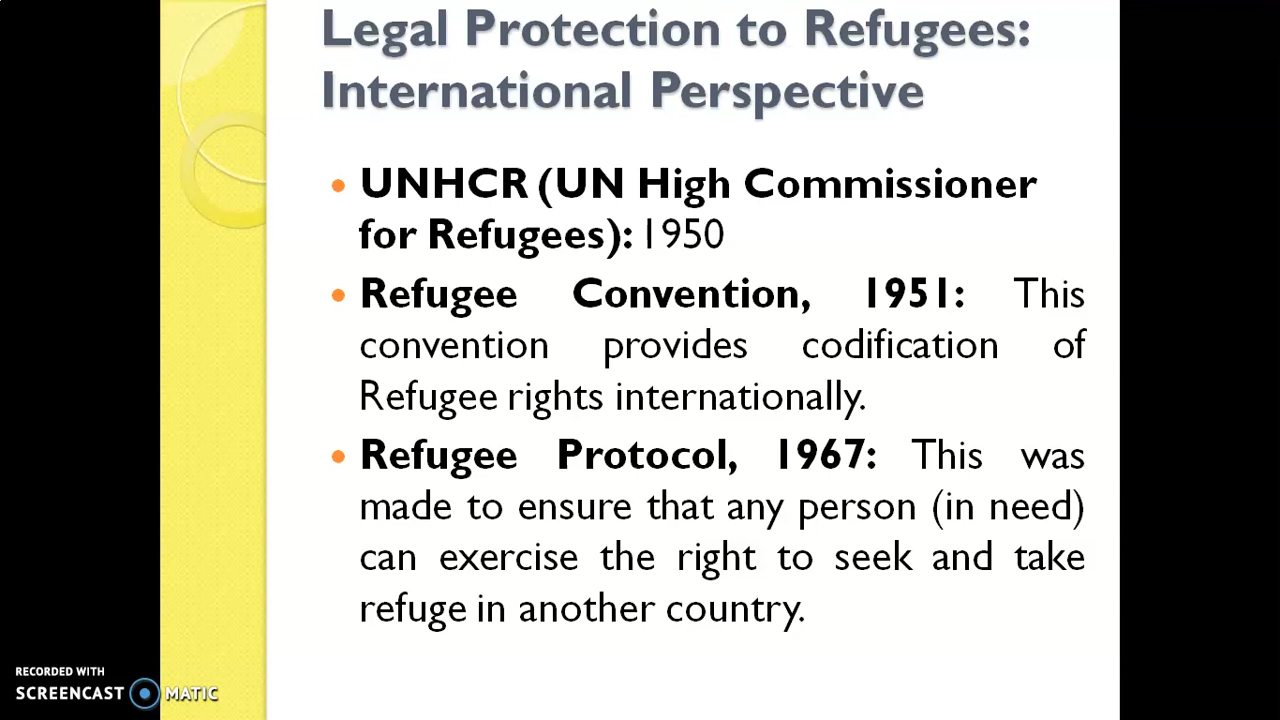 Legal Protection to Refugees:
International Perspective
• UNHCR (UN High Commissioner
for Refugees): 1950
• Refugee Convention, 1951: This
convention provides codification of
Refugee rights internationally.
• Refugee Protocol, 1967: This was
made to ensure that any person (in need)
can exercise the right to seek and take
refuge in another country.
RECORDED WITH
SCREENCAST MATIC